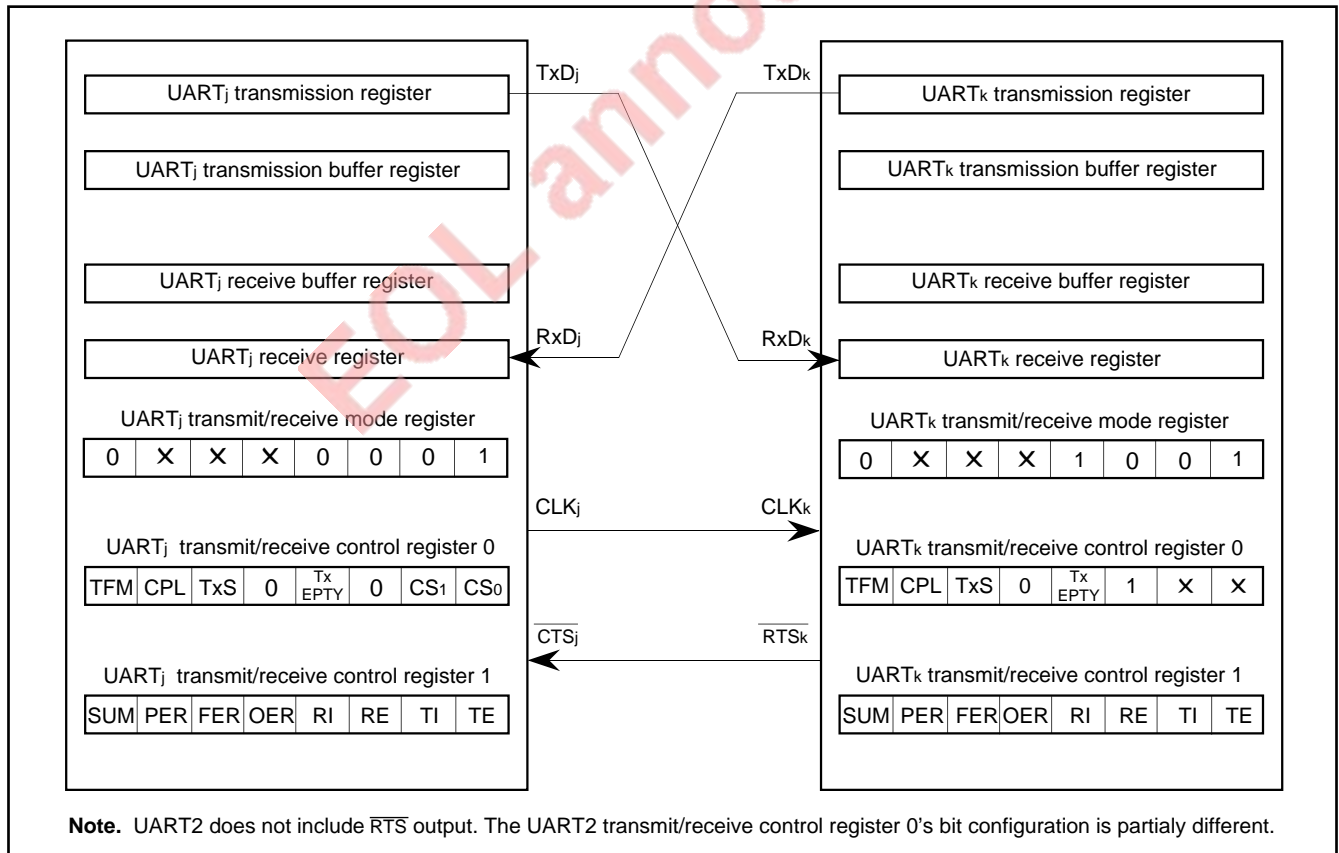 EOL anno
TxDj
TxDk
UARTj transmission register
UARTk transmission register
UARTj transmission buffer register
UARTk transmission buffer register
UARTj receive buffer register
UARTk receive buffer register
RxDj
RxDk
UARTj receive register
UARTk receive register
UARTj transmit/receive mode register
UARTk transmit/receive mode register
0 X X X 0 0 0 1
0 X X X 1 0 0 1
CLKj
CLKk
UARTj transmit/receive control register 0
UARTk transmit/receive control register 0
TFM CPL TxS 0 Tx EPTY 0 CS1 CS0
TFM CPL TxS 0 Tx EPTY 1 X X
CTSj
RTSk
UARTj transmit/receive control register 1
UARTk transmit/receive control register 1
SUM PER FER OER RI RE TI TE
SUM PER FER OER RI RE TI TE
Note. UART2 does not include RTS output. The UART2 transmit/receive control register 0's bit configuration is partialy different.